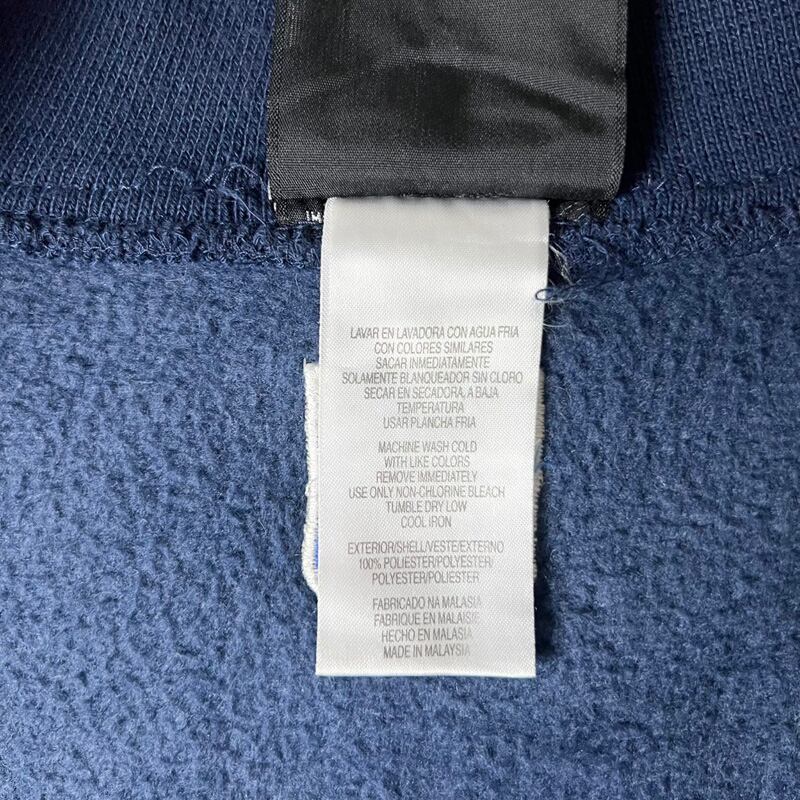 LAVAR EN LAVADORA CON AGUA FRIA
CON COLORES SIMILARES
SACAR INMEDIATAMENTE
SOLAMENTE BLANQUEADOR SIN CLORO
SECAR EN SECADORA, A BAJA
TEMPERATURA
USAR PLANCHA FRIA
MACHINE WASH COLD
WITH LIKE COLORS
REMOVE IMMEDIATELY
USE ONLY NON-CHLORINE BLEACH
TUMBLE DRY LOW
COOL IRON
EXTERIOR/SHELL/VESTE/EXTERNO
100% POLIESTER/POLYESTER/
POLYESTER/POLIESTER
FABRICADO NA MALASIA
FABRIQUE EN MALAISIE
HECHO EN MALASIA
MADE IN MALAYSIA